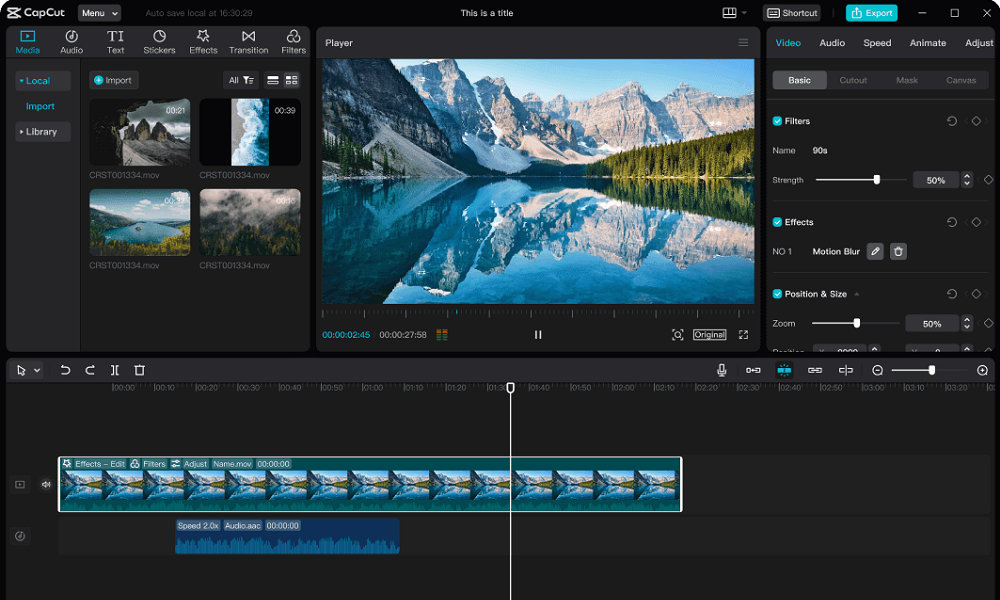 CapCut Menu Auto save local at 16:30:29 This is a title Shortcut Export
Media Audio Text Stickers Effects Transition Filters
Player
Video Audio Speed Animate Adjust
Local
Import
Library
Import All
00:21
00:39
CRST001334.mov CRST001334.mov
CRST001334.mov CRST001334.mov
00:00:02:45 00:00:27:58 Original
Basic Cutout Mask Canvas
Filters
Name 90s
Strength 50%
Effects
NO 1 Motion Blur
Position & Size
Zoom 50%
00:00 00:10 00:20 00:30 00:40 00:50 01:00 01:10 01:20 01:30 01:40 01:50 02:00 02:10 02:20 02:30 02:40 02:50 03:00 03:10 03:20
Effects – Edit Filters Adjust Name.mov 00:00:00
Speed 2.0x Audio.aac 00:00:00